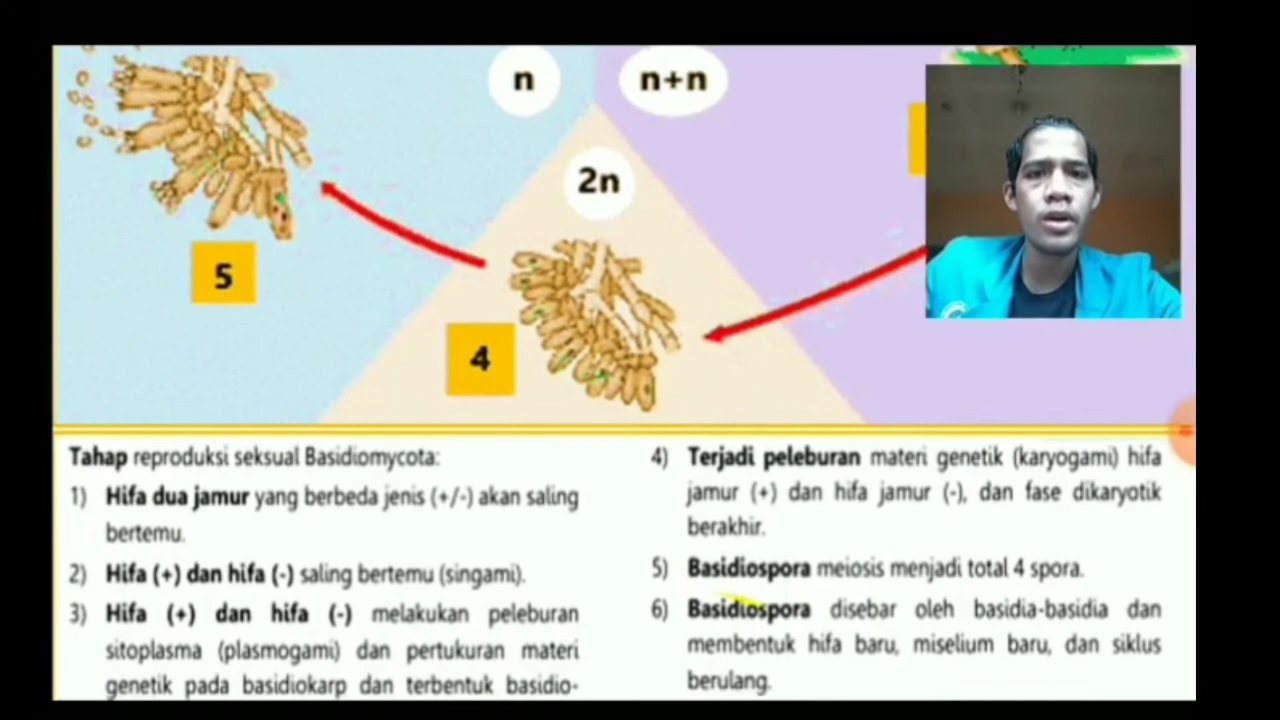 n
n+n
2n
5
4
Tahap reproduksi seksual Basidiomycota:
1) Hifa dua jamur yang berbeda jenis (+/-) akan saling
bertemu.
2) Hifa (+) dan hifa (-) saling bertemu (singami).
3) Hifa (+) dan hifa (-) melakukan peleburan
sitoplasma (plasmogami) dan pertukuran materi
genetik pada basidiokarp dan terbentuk basidio-
4) Terjadi peleburan materi genetik (karyogami) hifa
jamur (+) dan hifa jamur (-), dan fase dikaryotik
berakhir.
5) Basidiospora meiosis menjadi total 4 spora.
6) Basidiospora disebar oleh basidia-basidia dan
membentuk hifa baru, miselium baru, dan siklus
berulang.